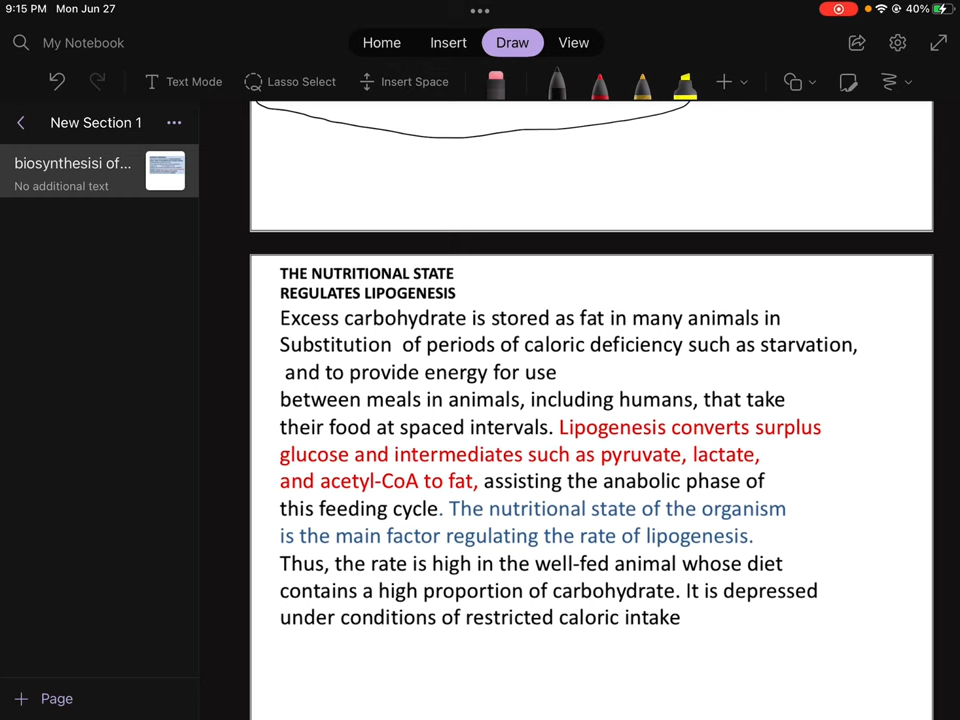 9:15 PM Mon Jun 27
40%
My Notebook
Home Insert Draw View
Text Mode Lasso Select Insert Space
New Section 1
biosynthesisi of...
No additional text
THE NUTRITIONAL STATE
REGULATES LIPOGENESIS
Excess carbohydrate is stored as fat in many animals in
Substitution of periods of caloric deficiency such as starvation,
and to provide energy for use
between meals in animals, including humans, that take
their food at spaced intervals. Lipogenesis converts surplus
glucose and intermediates such as pyruvate, lactate,
and acetyl-CoA to fat, assisting the anabolic phase of
this feeding cycle. The nutritional state of the organism
is the main factor regulating the rate of lipogenesis.
Thus, the rate is high in the well-fed animal whose diet
contains a high proportion of carbohydrate. It is depressed
under conditions of restricted caloric intake
Page